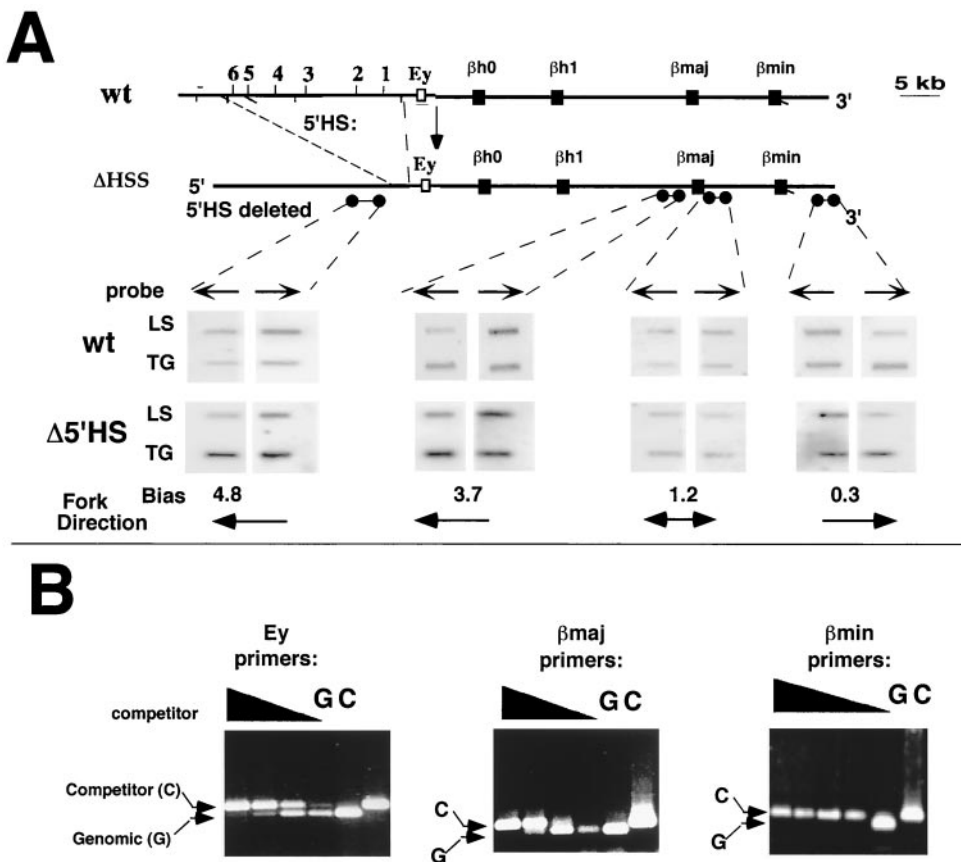 A
6 5 4 3 2 1 Ey βh0 βh1 βmaj βmin 5 kb
wt 3'
5'HS:
Ey βh0 βh1 βmaj βmin
ΔHSS 5' 3'
5'HS deleted
probe
wt LS
TG
Δ5'HS LS
TG
Bias 4.8 3.7 1.2 0.3
Fork Direction
B
Ey primers: βmaj primers: βmin primers:
competitor G C G C G C
Competitor (C) C C
Genomic (G) G G